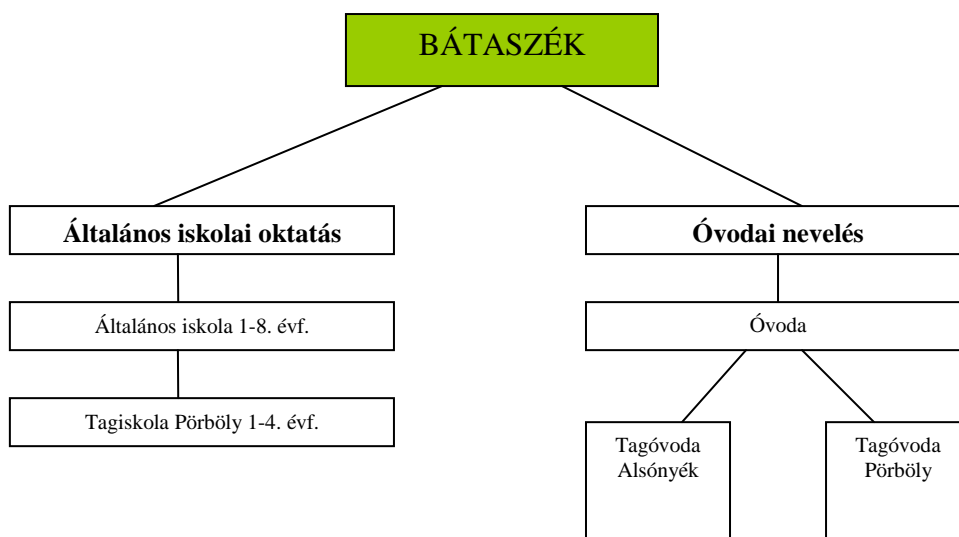 BÁTASZÉK
Általános iskolai oktatás
Óvodai nevelés
Általános iskola 1-8. évf.
Óvoda
Tagiskola Pörböly 1-4. évf.
Tagóvoda
Alsónyék
Tagóvoda
Pörböly